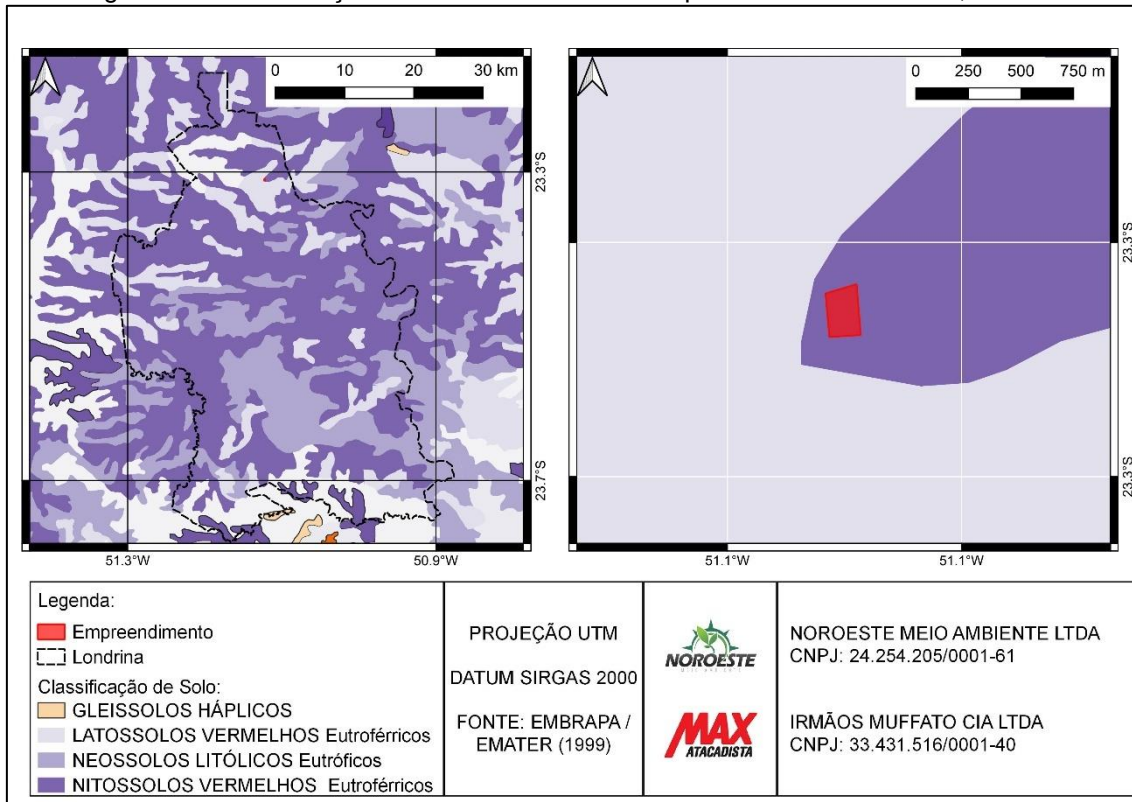 0 10 20 30 km
23.3°S
23.7°S
51.3°W 50.9°W
0 250 500 750 m
23.3°S
23.3°S
51.1°W 51.1°W
Legenda:
Empreendimento
Londrina
Classificação de Solo:
GLEISSOLOS HÁPLICOS
LATOSSOLOS VERMELHOS Eutroférricos
NEOSSOLOS LITÓLICOS Eutróficos
NITOSSOLOS VERMELHOS Eutroférricos
PROJEÇÃO UTM
DATUM SIRGAS 2000
FONTE: EMBRAPA /
EMATER (1999)
NOROESTE
MAX
ATACADISTA
NOROESTE MEIO AMBIENTE LTDA
CNPJ: 24.254.205/0001-61
IRMÃOS MUFFATO CIA LTDA
CNPJ: 33.431.516/0001-40